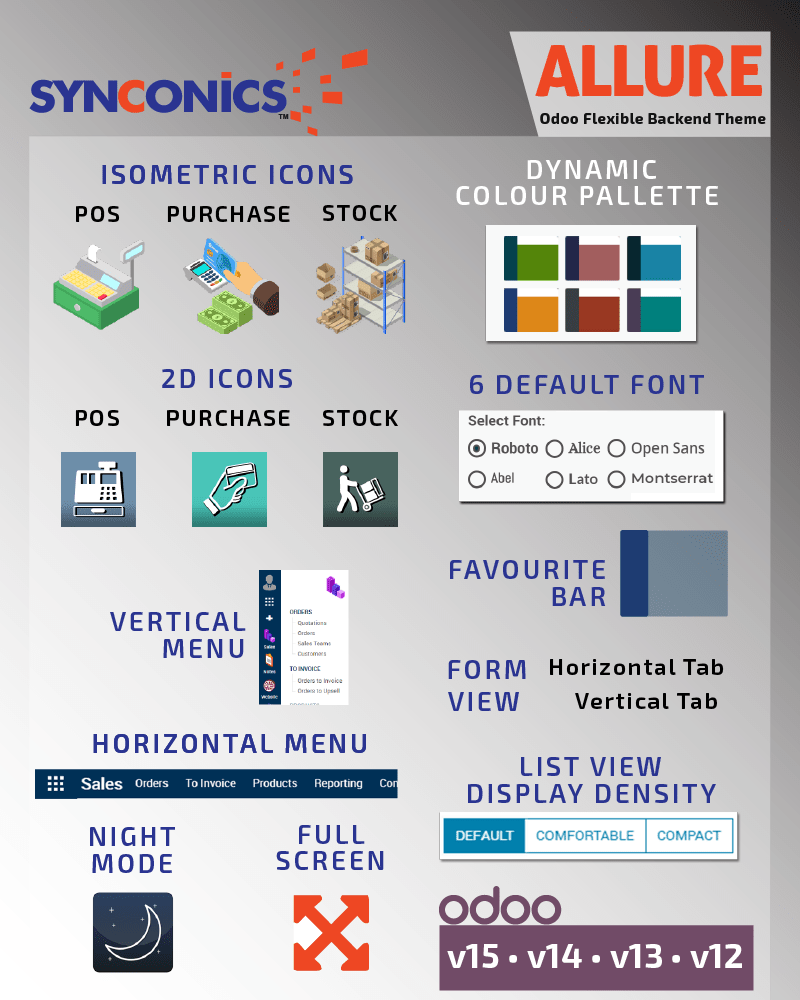 SYNCONICS
TM
ALLURE
Odoo Flexible Backend Theme
ISOMETRIC ICONS
POS PURCHASE STOCK
2D ICONS
POS PURCHASE STOCK
VERTICAL
MENU
ORDERS
Quotations
Orders
Sales Teams
Customers
TO INVOICE
Orders to Invoice
Orders to Upsell
PRODUCTS
Sales
Notes
Website
HORIZONTAL MENU
Sales Orders To Invoice Products Reporting Con
NIGHT
MODE
FULL
SCREEN
DYNAMIC
COLOUR PALLETTE
6 DEFAULT FONT
Select Font:
Roboto Alice Open Sans
Abel Lato Montserrat
FAVOURITE
BAR
FORM
VIEW
Horizontal Tab
Vertical Tab
LIST VIEW
DISPLAY DENSITY
DEFAULT COMFORTABLE COMPACT
odoo
v15 • v14 • v13 • v12